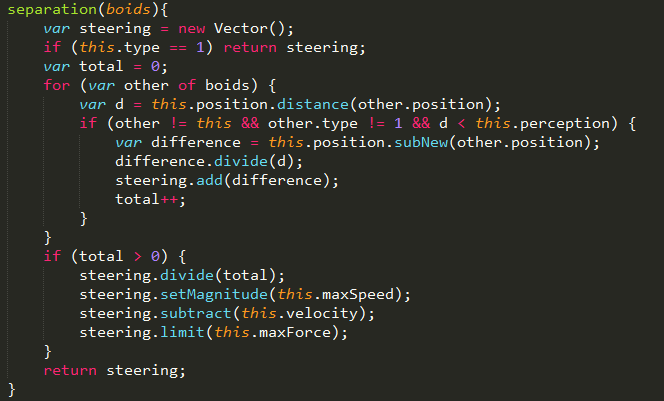 separation(boids){
    var steering = new Vector();
    if (this.type == 1) return steering;
    var total = 0;
    for (var other of boids) {
        var d = this.position.distance(other.position);
        if (other != this && other.type != 1 && d < this.perception) {
            var difference = this.position.subNew(other.position);
            difference.divide(d);
            steering.add(difference);
            total++;
        }
    }
    if (total > 0) {
        steering.divide(total);
        steering.setMagnitude(this.maxSpeed);
        steering.subtract(this.velocity);
        steering.limit(this.maxForce);
    }
    return steering;
}